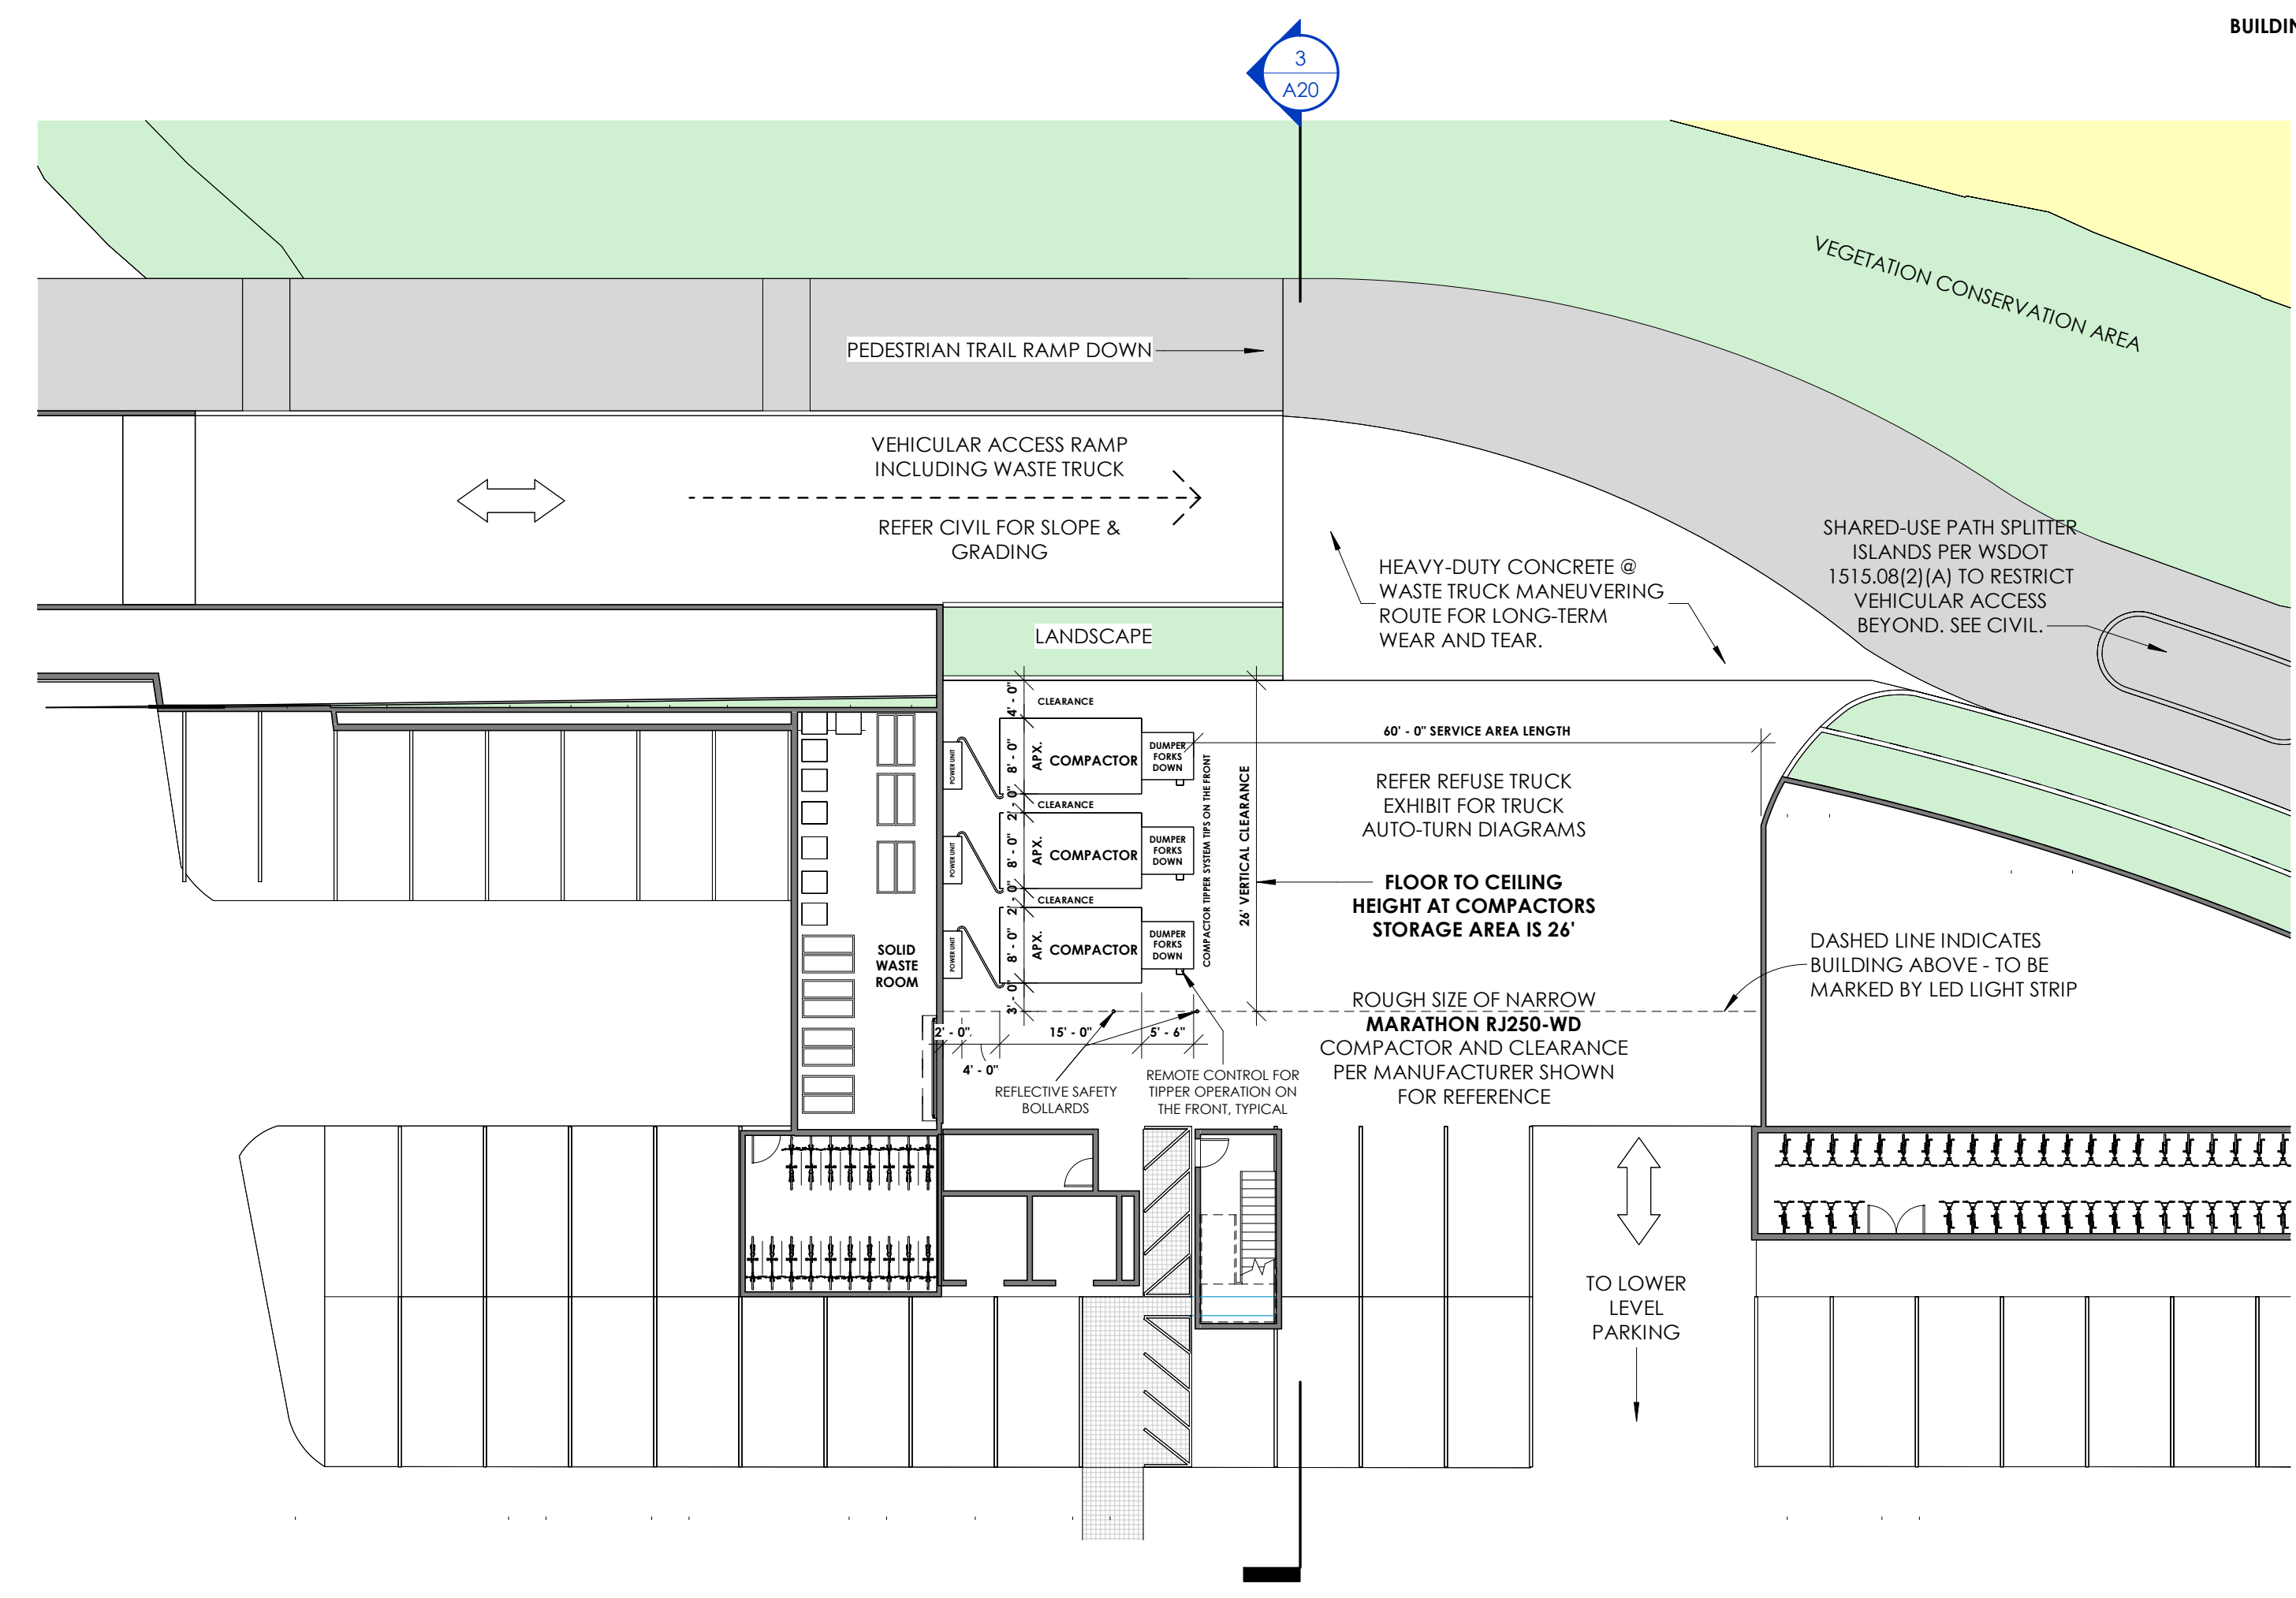 BUILDIN
3
A20
VEGETATION CONSERVATION AREA
PEDESTRIAN TRAIL RAMP DOWN
VEHICULAR ACCESS RAMP
INCLUDING WASTE TRUCK
REFER CIVIL FOR SLOPE &
GRADING
SHARED-USE PATH SPLITTER
ISLANDS PER WSDOT
1515.08(2)(A) TO RESTRICT
VEHICULAR ACCESS
BEYOND. SEE CIVIL.
HEAVY-DUTY CONCRETE @
WASTE TRUCK MANEUVERING
ROUTE FOR LONG-TERM
WEAR AND TEAR.
LANDSCAPE
4' - 0"
CLEARANCE
60' - 0" SERVICE AREA LENGTH
POWER UNIT
8' - 0"
APX.
COMPACTOR
DUMPER
FORKS
DOWN
2' - 0"
CLEARANCE
POWER UNIT
8' - 0"
APX.
COMPACTOR
DUMPER
FORKS
DOWN
2' - 0"
CLEARANCE
POWER UNIT
8' - 0"
APX.
COMPACTOR
DUMPER
FORKS
DOWN
3' - 0"
COMPACTOR TIPPER SYSTEM TIPS ON THE FRONT
26' VERTICAL CLEARANCE
REFER REFUSE TRUCK
EXHIBIT FOR TRUCK
AUTO-TURN DIAGRAMS
FLOOR TO CEILING
HEIGHT AT COMPACTORS
STORAGE AREA IS 26'
SOLID
WASTE
ROOM
DASHED LINE INDICATES
BUILDING ABOVE - TO BE
MARKED BY LED LIGHT STRIP
ROUGH SIZE OF NARROW
MARATHON RJ250-WD
COMPACTOR AND CLEARANCE
PER MANUFACTURER SHOWN
FOR REFERENCE
2' - 0"
15' - 0"
5' - 6"
4' - 0"
REFLECTIVE SAFETY
BOLLARDS
REMOTE CONTROL FOR
TIPPER OPERATION ON
THE FRONT, TYPICAL
TO LOWER
LEVEL
PARKING